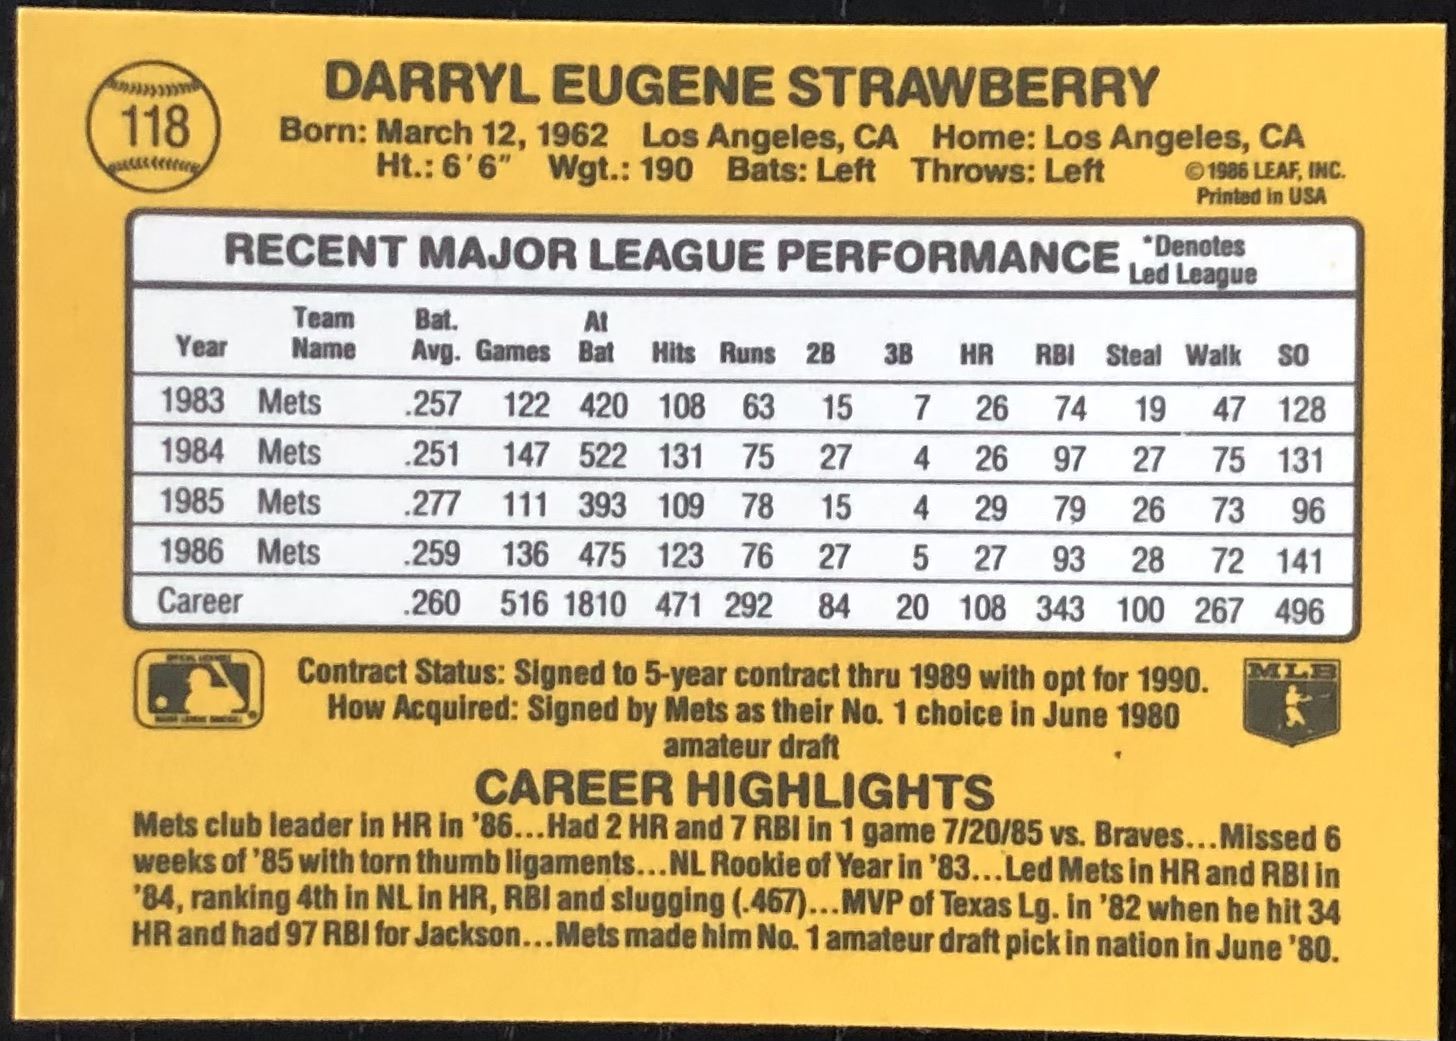 118
DARRYL EUGENE STRAWBERRY
Born: March 12, 1962 Los Angeles, CA Home: Los Angeles, CA
Ht.: 6'6" Wgt.: 190 Bats: Left Throws: Left
©1986 LEAF, INC.
Printed in USA
RECENT MAJOR LEAGUE PERFORMANCE *Denotes
Led League
Year Team Name Bat. Avg. Games At Bat Hits Runs 2B 3B HR RBI Steal Walk SO
1983 Mets .257 122 420 108 63 15 7 26 74 19 47 128
1984 Mets .251 147 522 131 75 27 4 26 97 27 75 131
1985 Mets .277 111 393 109 78 15 4 29 79 26 73 96
1986 Mets .259 136 475 123 76 27 5 27 93 28 72 141
Career .260 516 1810 471 292 84 20 108 343 100 267 496
Contract Status: Signed to 5-year contract thru 1989 with opt for 1990.
How Acquired: Signed by Mets as their No. 1 choice in June 1980
amateur draft
MLB
CAREER HIGHLIGHTS
Mets club leader in HR in '86...Had 2 HR and 7 RBI in 1 game 7/20/85 vs. Braves...Missed 6
weeks of '85 with torn thumb ligaments...NL Rookie of Year in '83...Led Mets in HR and RBI in
'84, ranking 4th in NL in HR, RBI and slugging (.467)...MVP of Texas Lg. in '82 when he hit 34
HR and had 97 RBI for Jackson...Mets made him No. 1 amateur draft pick in nation in June '80.